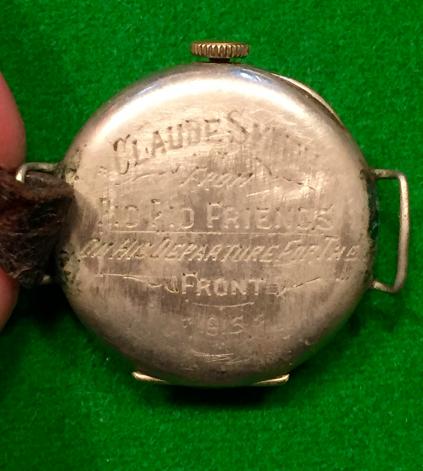 CLAUDE
FROM
FRIENDS
ON HIS DEPARTURE FOR THE
FRONT